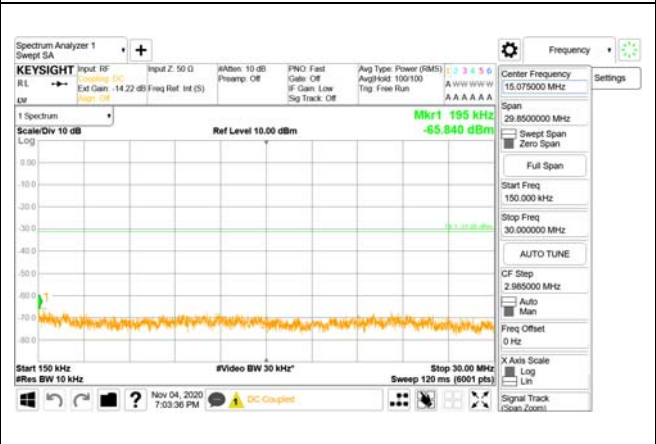 Spectrum Analyzer 1
Swept SA
+
Frequency
KEYSIGHT
RL
Input: RF
Coupling: DC
Ext Gain: -14.22 dB
Align: Off
Input Z: 50 Ω
Freq Ref: Int (S)
#Atten: 10 dB
Preamp: Off
PNO: Fast
Gate: Off
IF Gain: Low
Sig Track: Off
Avg Type: Power (RMS)
Avg|Hold: 100/100
Trig: Free Run
1 2 3 4 5 6
A W W W W W
A A A A A A
1 Spectrum
Scale/Div 10 dB
Log
Ref Level 10.00 dBm
Mkr1 195 kHz
-65.840 dBm
0.00
-10.0
-20.0
-30.0
-40.0
-50.0
-60.0
-70.0
-80.0
1
Start 150 kHz
#Res BW 10 kHz
#Video BW 30 kHz*
Stop 30.00 MHz
Sweep 120 ms (6001 pts)
Center Frequency
15.075000 MHz
Settings
Span
29.8500000 MHz
Swept Span
Zero Span
Full Span
Start Freq
150.000 kHz
Stop Freq
30.000000 MHz
AUTO TUNE
CF Step
2.985000 MHz
Auto
Man
Freq Offset
0 Hz
X Axis Scale
Log
Lin
Signal Track
(Span Zoom)
?
Nov 04, 2020
7:03:36 PM
1
DC Coupled